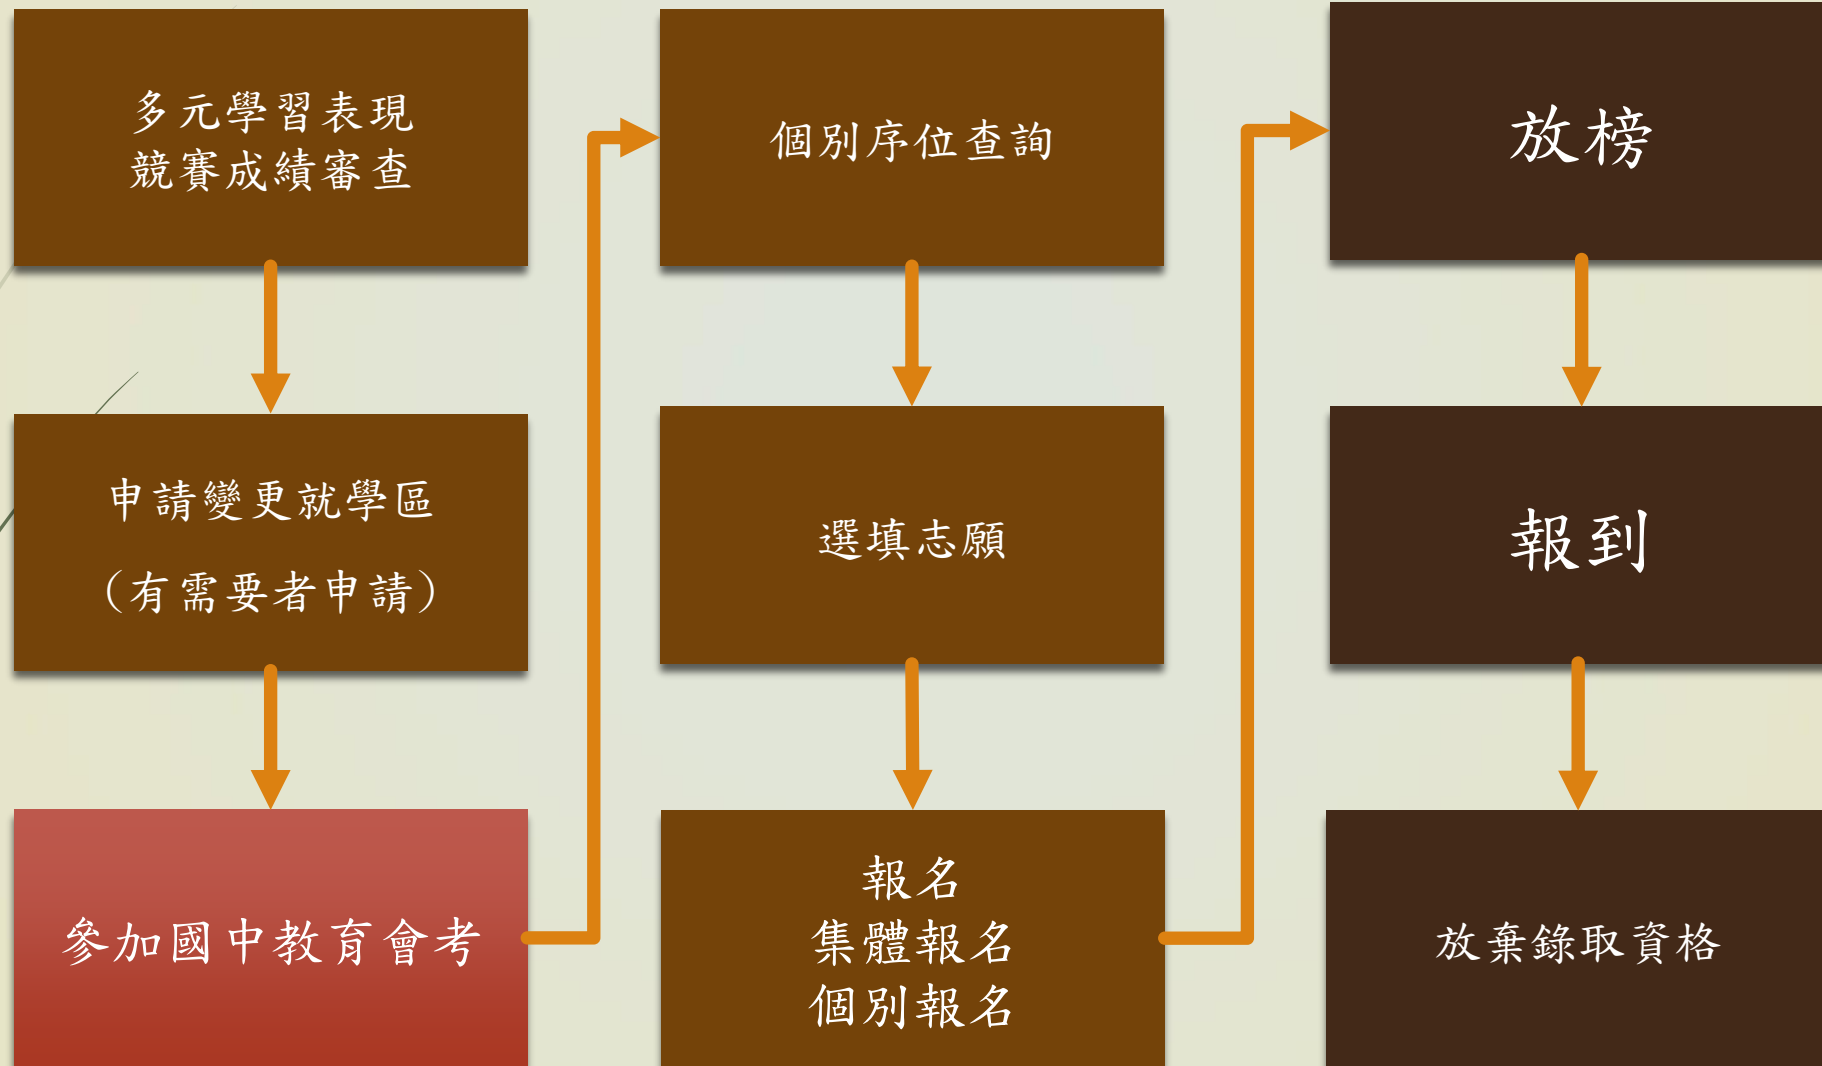 多元學習表現
競賽成績審查
申請變更就學區
（有需要者申請）
參加國中教育會考
個別序位查詢
選填志願
報名
集體報名
個別報名
放榜
報到
放棄錄取資格